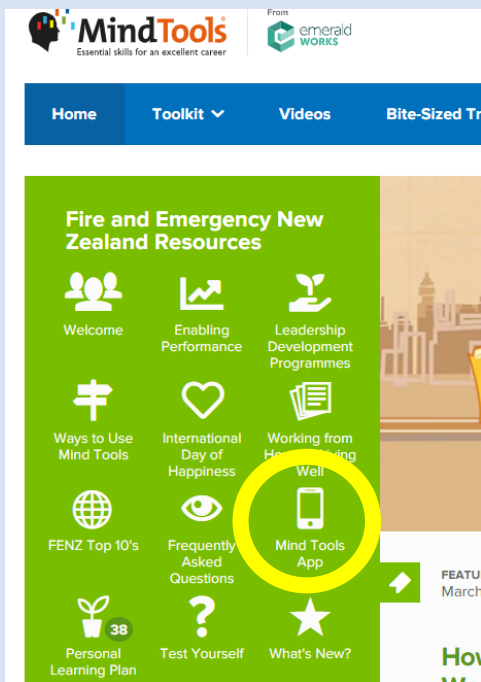 MindTools
Essential skills for an excellent career
From
emerald
WORKS
Home Toolkit Videos Bite-Sized Tr
Fire and Emergency New
Zealand Resources
Welcome
Enabling
Performance
Leadership
Development
Programmes
Ways to Use
Mind Tools
International
Day of
Happiness
Working from
Well
FENZ Top 10's
Frequently
Asked
Questions
Mind Tools
App
38
Personal
Learning Plan
Test Yourself
What's New?
FEATU
March
How